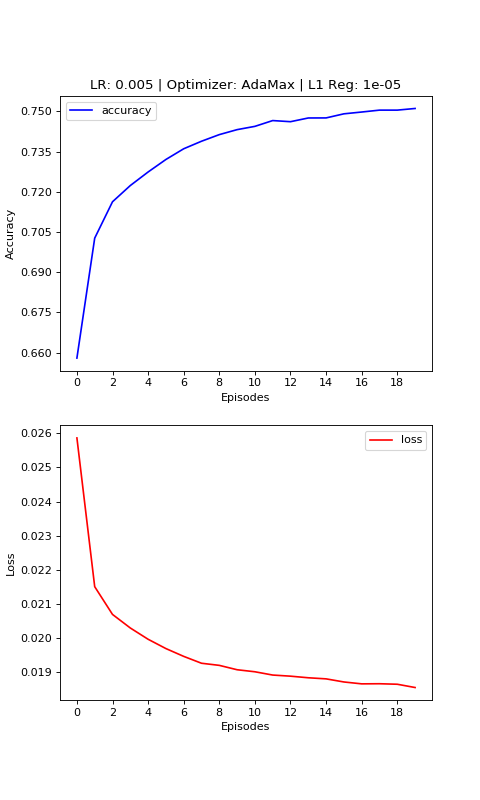 LR: 0.005 | Optimizer: AdaMax | L1 Reg: 1e-05
accuracy
0.750
0.735
0.720
0.705
0.690
0.675
0.660
Accuracy
0 2 4 6 8 10 12 14 16 18
Episodes
loss
0.026
0.025
0.024
0.023
0.022
0.021
0.020
0.019
Loss
0 2 4 6 8 10 12 14 16 18
Episodes